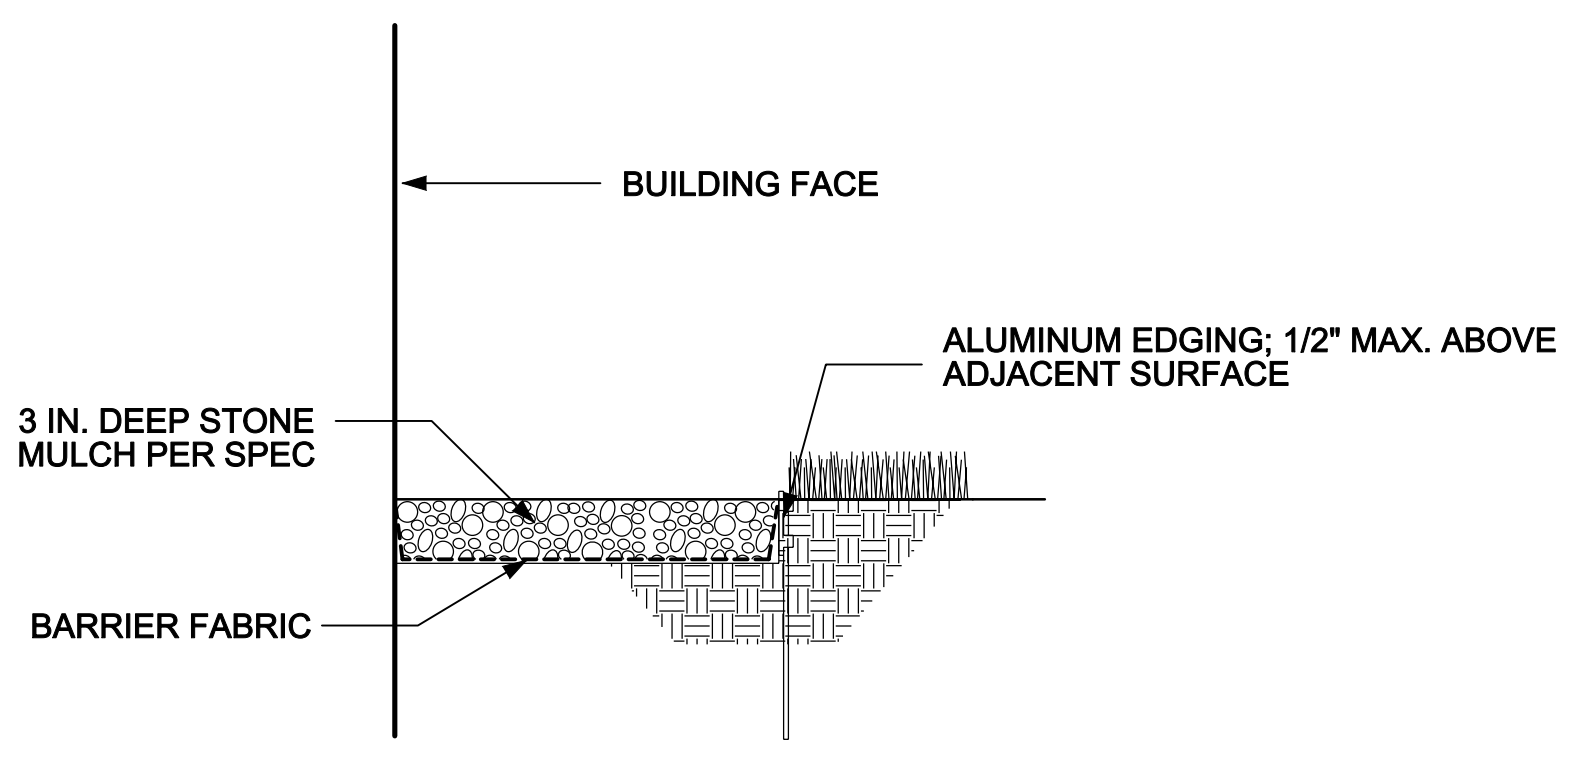 BUILDING FACE
ALUMINUM EDGING; 1/2" MAX. ABOVE
ADJACENT SURFACE
3 IN. DEEP STONE
MULCH PER SPEC
BARRIER FABRIC